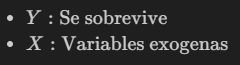 • Y : Se sobrevive
• X : Variables exogenas